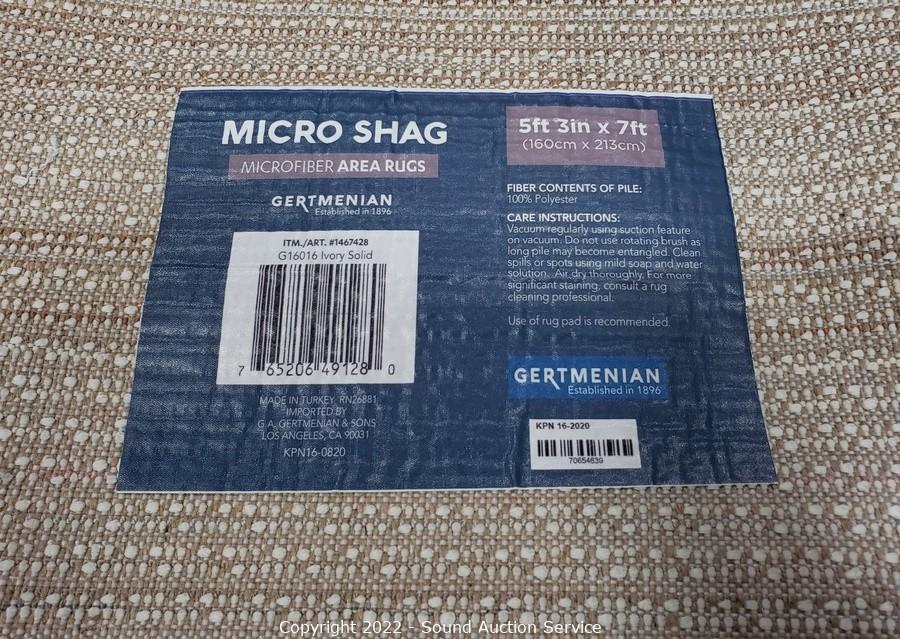 MICRO SHAG
MICROFIBER AREA RUGS
GERTMENIAN
Established in 1896
ITM./ART. #1467428
G16016 Ivory Solid
7 65206 49128 0
MADE IN TURKEY RN26881
IMPORTED BY
G.A. GERTMENIAN & SONS
LOS ANGELES, CA 90031
KPN16-0820
5ft 3in x 7ft
(160cm x 213cm)
FIBER CONTENTS OF PILE:
100% Polyester
CARE INSTRUCTIONS:
Vacuum regularly using suction feature
on vacuum. Do not use rotating brush as
long pile may become entangled. Clean
spills or spots using mild soap and water
solution. Air dry thoroughly. For more
significant staining, consult a rug
cleaning professional.
Use of rug pad is recommended.
GERTMENIAN
Established in 1896
KPN 16-2020
70654639
Copyright 2022 - Sound Auction Service